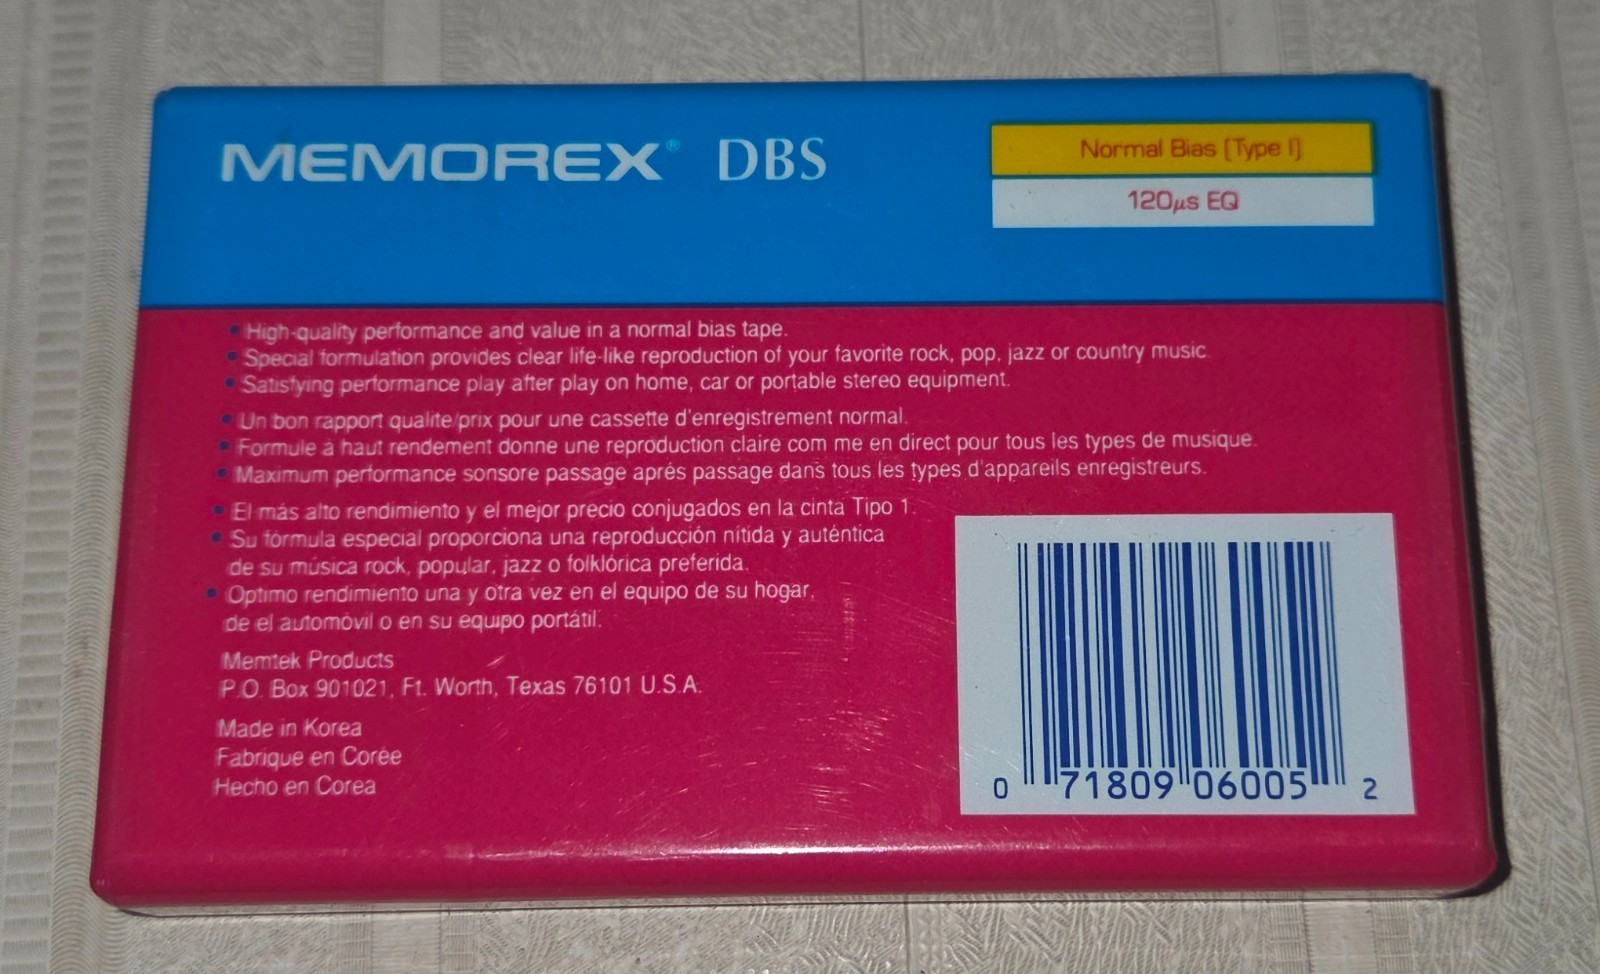 MEMOREX® DBS
Normal Bias (Type I)
120µs EQ
• High-quality performance and value in a normal bias tape.
• Special formulation provides clear life-like reproduction of your favorite rock, pop, jazz or country music.
• Satisfying performance play after play on home, car or portable stereo equipment.
• Un bon rapport qualite/prix pour une cassette d'enregistrement normal.
• Formule à haut rendement donne une reproduction claire com me en direct pour tous les types de musique.
• Maximum performance sonsore passage aprés passage dans tous les types d'appareils enregistreurs.
• El más alto rendimiento y el mejor precio conjugados en la cinta Tipo 1.
• Su fórmula especial proporciona una reproducción nítida y auténtica
de su música rock, popular, jazz o folklórica preferida.
• Optimo rendimiento una y otra vez en el equipo de su hogar,
de el automóvil o en su equipo portátil.
Memtek Products
P.O. Box 901021, Ft. Worth, Texas 76101 U.S.A.
Made in Korea
Fabrique en Corée
Hecho en Corea
0 71809 06005 2